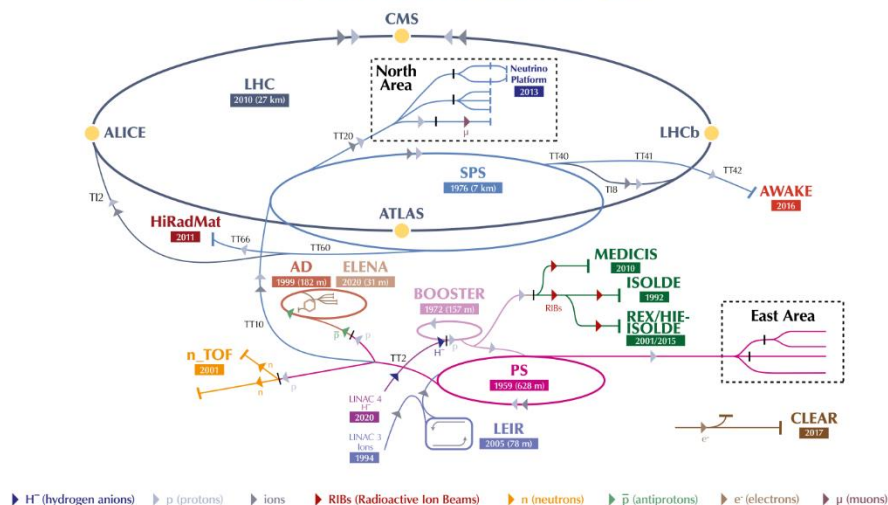 CMS
North
Area
Neutrino
Platform
2013
LHC
2010 (27 km)
ALICE
LHCb
TT20
μ
TT40
TT41
TT42
TI8
TI2
SPS
1976 (7 km)
AWAKE
2016
HiRadMat
2011
TT66
TT60
ATLAS
AD
1999 (182 m)
ELENA
2020 (31 m)
MEDICIS
2010
BOOSTER
1972 (157 m)
ISOLDE
1992
RIBs
REX/HIE-
ISOLDE
2001/2015
East Area
TT10
p̅
p
H⁻
p
TT2
n_TOF
2001
n
n
p
PS
1959 (628 m)
LINAC 4
H⁻
2020
LINAC 3
Ions
1994
LEIR
2005 (78 m)
CLEAR
2017
e⁻
H⁻ (hydrogen anions) p (protons) ions RIBs (Radioactive Ion Beams) n (neutrons) p̅ (antiprotons) e⁻ (electrons) μ (muons)